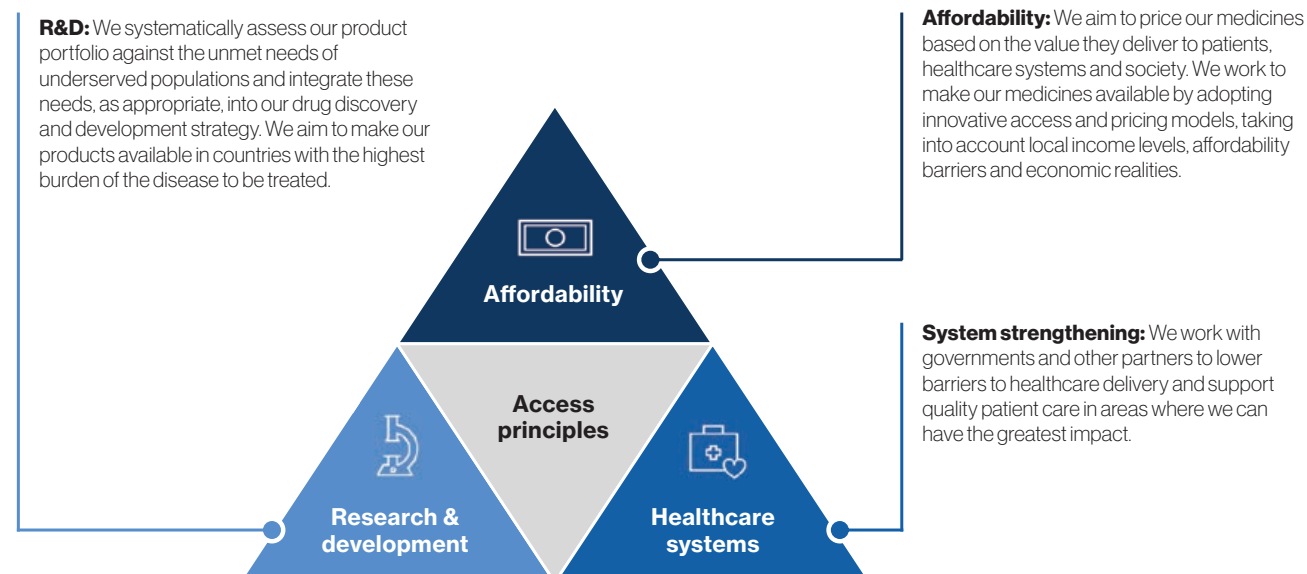 R&D: We systematically assess our product
portfolio against the unmet needs of
underserved populations and integrate these
needs, as appropriate, into our drug discovery
and development strategy. We aim to make our
products available in countries with the highest
burden of the disease to be treated.
Affordability: We aim to price our medicines
based on the value they deliver to patients,
healthcare systems and society. We work to
make our medicines available by adopting
innovative access and pricing models, taking
into account local income levels, affordability
barriers and economic realities.
Affordability
System strengthening: We work with
governments and other partners to lower
barriers to healthcare delivery and support
quality patient care in areas where we can
have the greatest impact.
Access
principles
Research &
development
Healthcare
systems